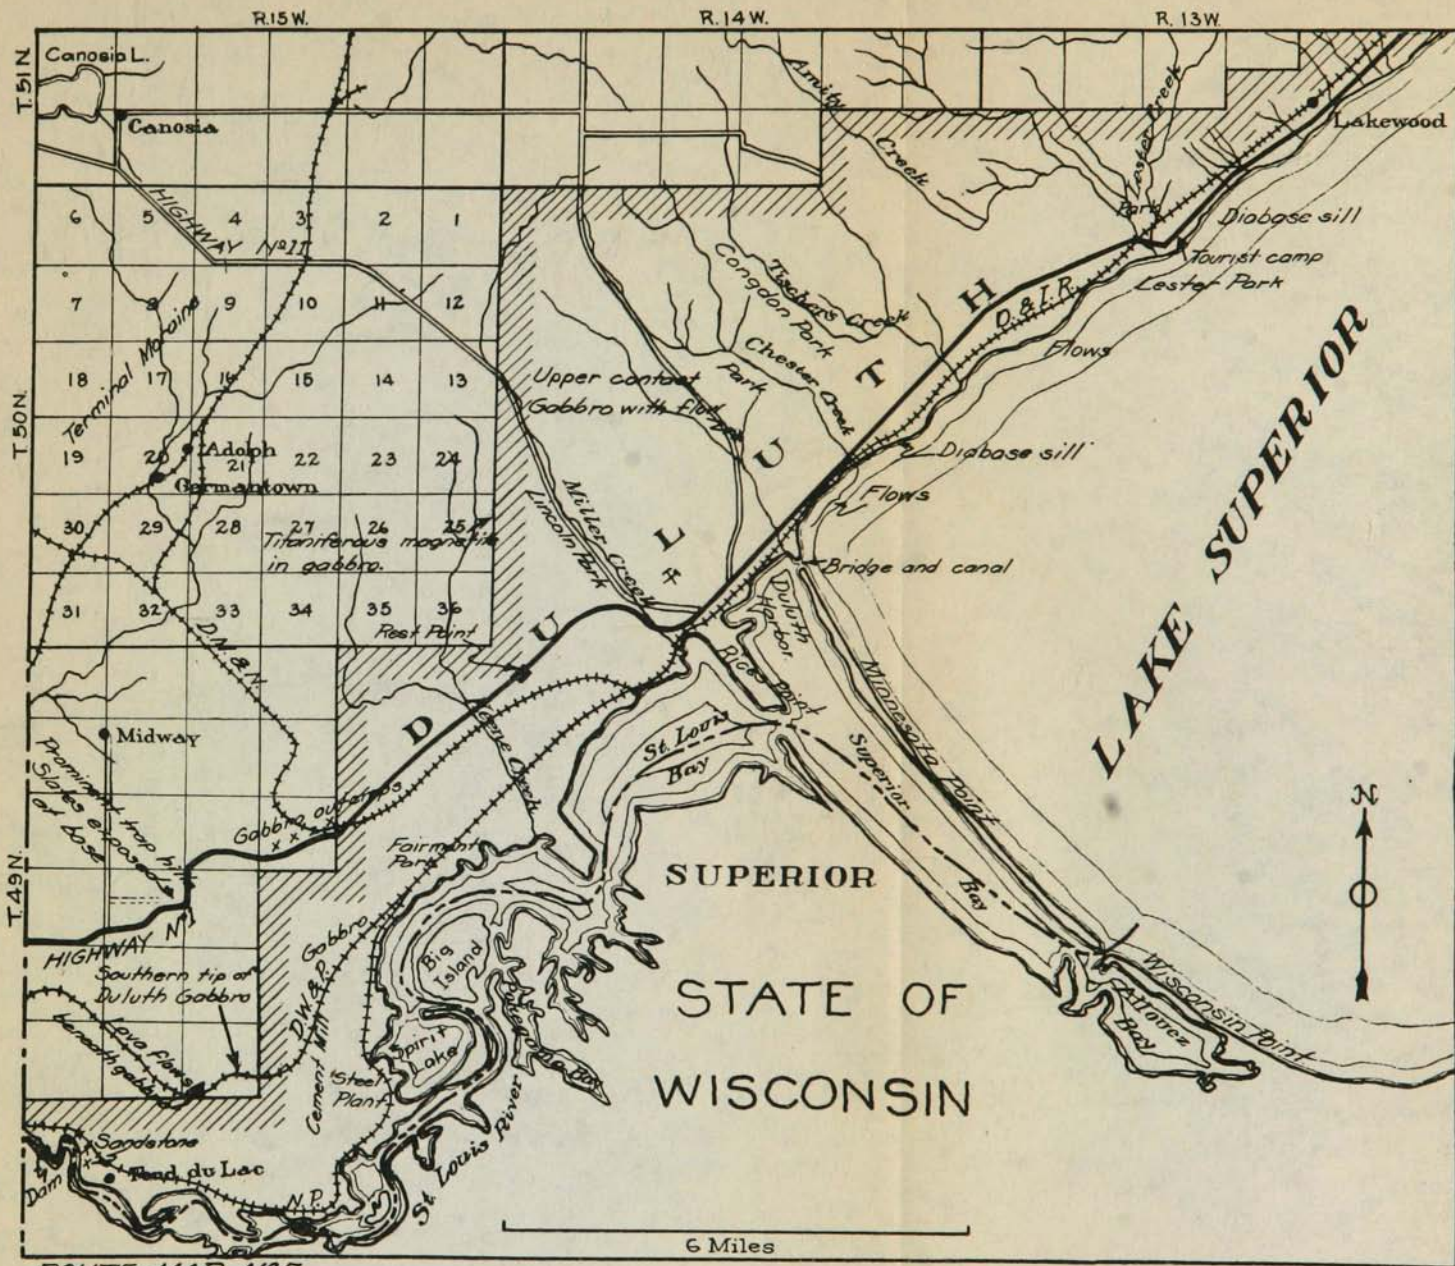 R.15W.
R.14W.
R.13W.
T.51N
Canosia L.
Canosia
Amity
Creek
Lester Creek
Park
Lakewood
HIGHWAY Nº11
6 5 4 3 2 1
7 8 9 10 11 12
18 17 16 15 14 13
19 20 21 22 23 24
30 29 28 27 26 25
31 32 33 34 35 36
T.50N.
Terminal Moraine
Adolph
Germantown
Titaniferous magnetite
in gabbro.
Rest Point
Diabase sill
Tourist camp
Lester Park
Tischers Creek
Congdon Park
D. & I. R.
Flows
Chester Creek
Park
Upper contact
Gabbro with flow
Diabase sill
Flows
Miller Creek
Lincoln Park
DULUTH
LAKE SUPERIOR
Bridge and canal
Duluth
Harbor.
Rices Point
Minnesota Point
D.N.&N.
Midway
Prominent trap hill
Slates exposed
at base
Gabbro outcrops
St. Louis
Bay
Superior
Bay
N
T.49N.
Fairmont
Park
SUPERIOR
HIGHWAY Nº1
Southern tip of
Duluth Gabbro
Gabbro
D.W.&P.
Cement Mill
Big
Island
Pokegama Bay
STATE OF
WISCONSIN
Wisconsin Point
Allouez
Bay
Lava flows
beneath gabbro
Spirit
Lake
Steel
Plant
St. Louis River
Sandstone
Fond du Lac
Dam
N.P.
6 Miles